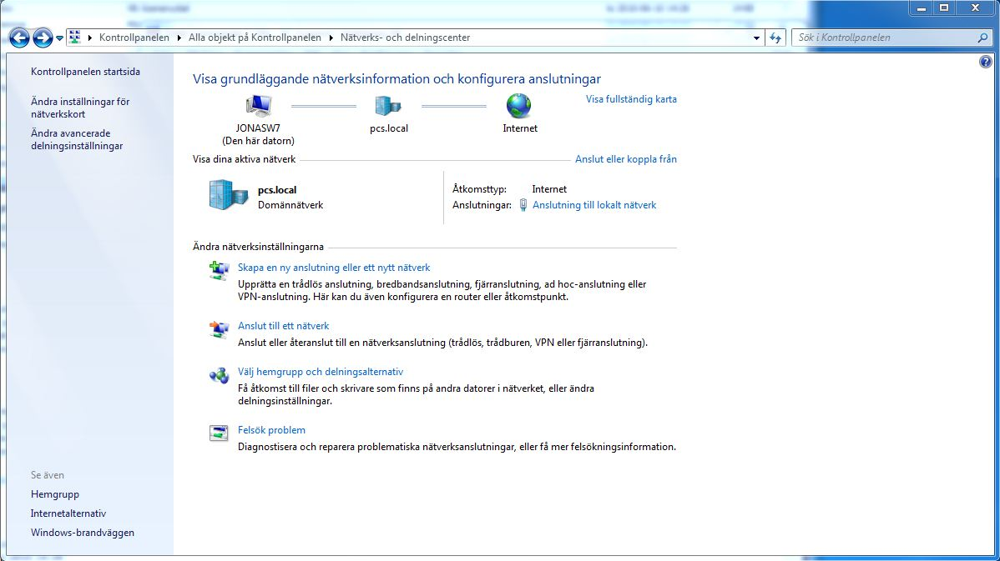 Kontrollpanelen
Alla objekt på Kontrollpanelen
Nätverks- och delningscenter
Sök i Kontrollpanelen
Kontrollpanelen startsida
Ändra inställningar för
nätverkskort
Ändra avancerade
delningsinställningar
Se även
Hemgrupp
Internetalternativ
Windows-brandväggen
Visa grundläggande nätverksinformation och konfigurera anslutningar
Visa fullständig karta
JONASW7
(Den här datorn)
pcs.local
Internet
Visa dina aktiva nätverk
Anslut eller koppla från
pcs.local
Domännätverk
Åtkomsttyp: Internet
Anslutningar: Anslutning till lokalt nätverk
Ändra nätverksinställningarna
Skapa en ny anslutning eller ett nytt nätverk
Upprätta en trådlös anslutning, bredbandsanslutning, fjärranslutning, ad hoc-anslutning eller
VPN-anslutning. Här kan du även konfigurera en router eller åtkomstpunkt.
Anslut till ett nätverk
Anslut eller återanslut till en nätverksanslutning (trådlös, trådburen, VPN eller fjärranslutning).
Välj hemgrupp och delningsalternativ
Få åtkomst till filer och skrivare som finns på andra datorer i nätverket, eller ändra
delningsinställningar.
Felsök problem
Diagnostisera och reparera problematiska nätverksanslutningar, eller få mer felsökningsinformation.